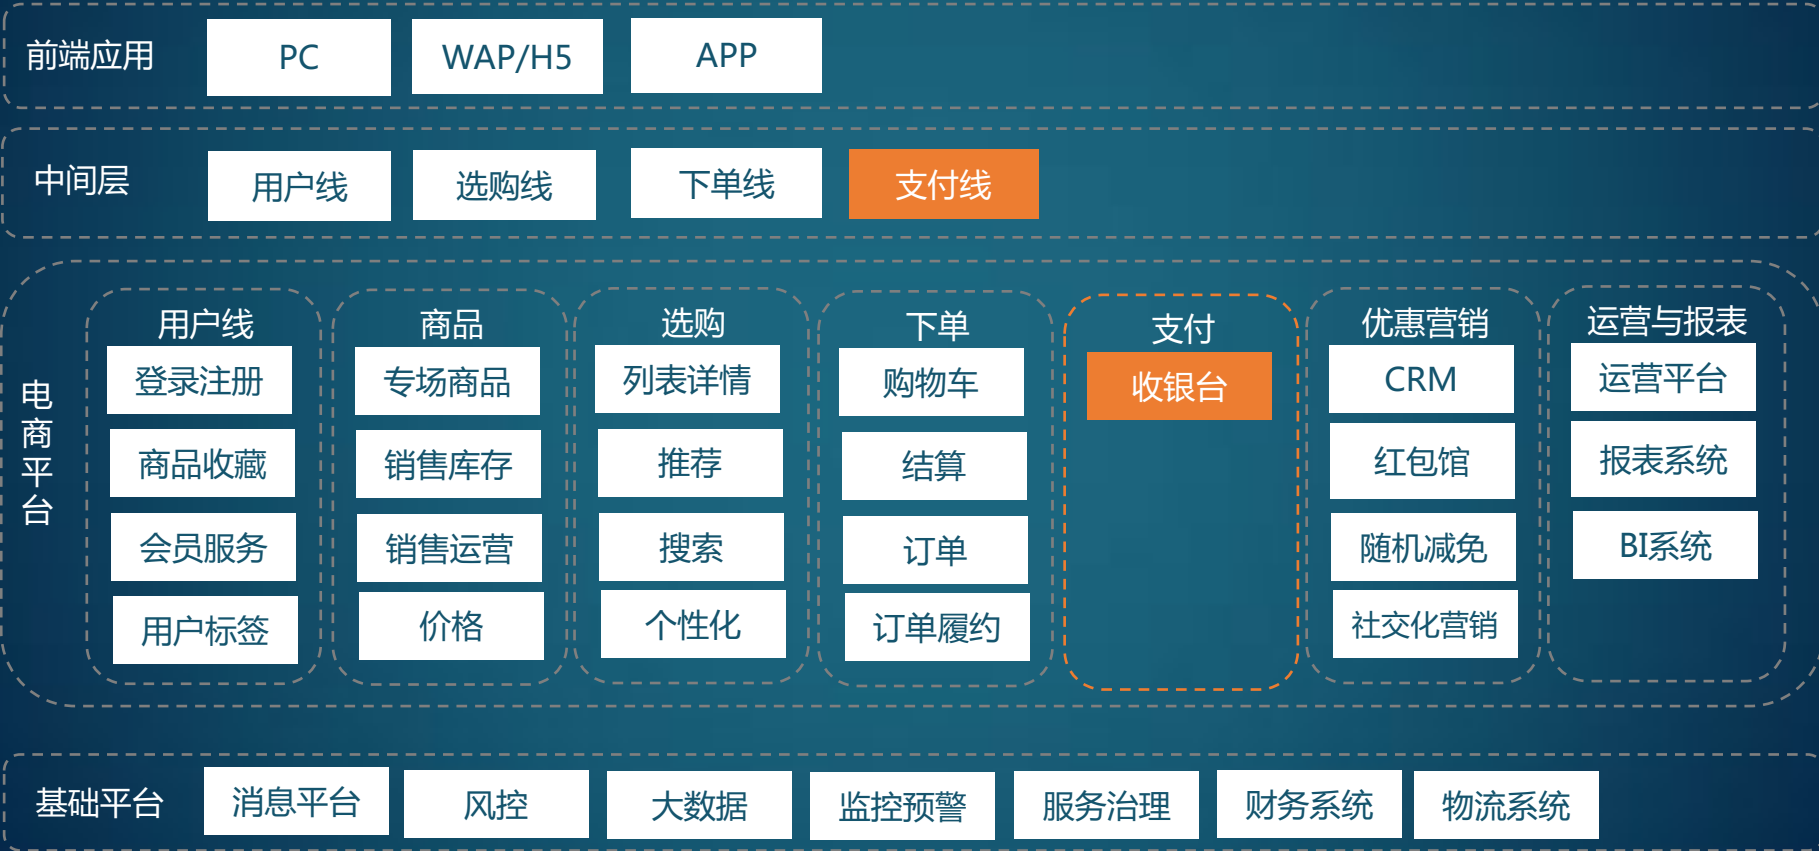 前端应用
PC
WAP/H5
APP
中间层
用户线
选购线
下单线
支付线
电商平台
用户线
登录注册
商品收藏
会员服务
用户标签
商品
专场商品
销售库存
销售运营
价格
选购
列表详情
推荐
搜索
个性化
下单
购物车
结算
订单
订单履约
支付
收银台
优惠营销
CRM
红包馆
随机减免
社交化营销
运营与报表
运营平台
报表系统
BI系统
基础平台
消息平台
风控
大数据
监控预警
服务治理
财务系统
物流系统